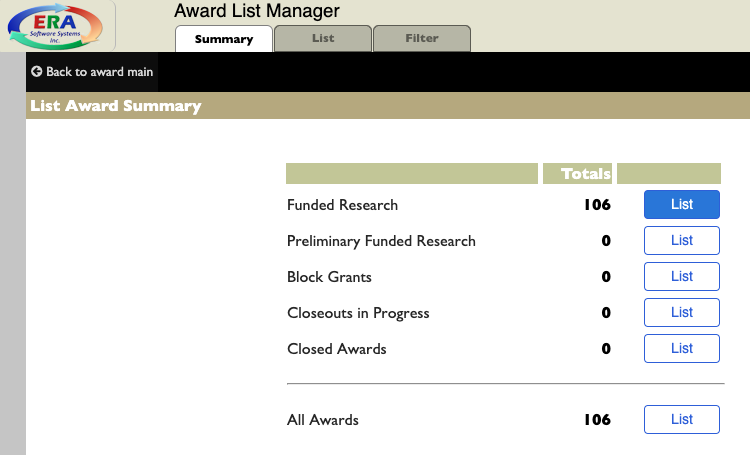 ERA
Software Systems
Inc.
Award List Manager
Summary
List
Filter
Back to award main
List Award Summary
Totals
Funded Research 106 List
Preliminary Funded Research 0 List
Block Grants 0 List
Closeouts in Progress 0 List
Closed Awards 0 List
All Awards 106 List